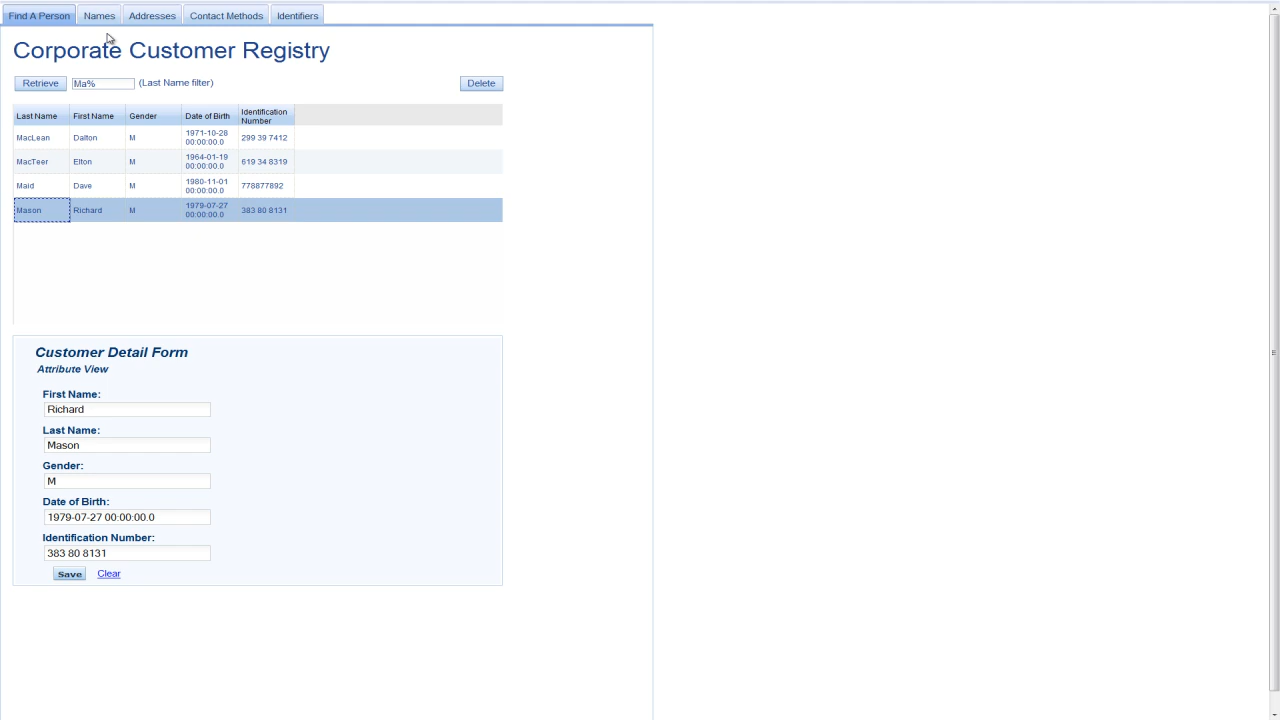 Find A Person Names Addresses Contact Methods Identifiers
Corporate Customer Registry
Retrieve Ma% (Last Name filter) Delete
Last Name First Name Gender Date of Birth Identification Number
MacLean Dalton M 1971-10-28 00:00:00.0 299 39 7412
MacTeer Elton M 1964-01-19 00:00:00.0 619 34 8319
Maid Dave M 1980-11-01 00:00:00.0 778877892
Mason Richard M 1979-07-27 00:00:00.0 383 80 8131
Customer Detail Form
Attribute View
First Name:
Richard
Last Name:
Mason
Gender:
M
Date of Birth:
1979-07-27 00:00:00.0
Identification Number:
383 80 8131
Save Clear